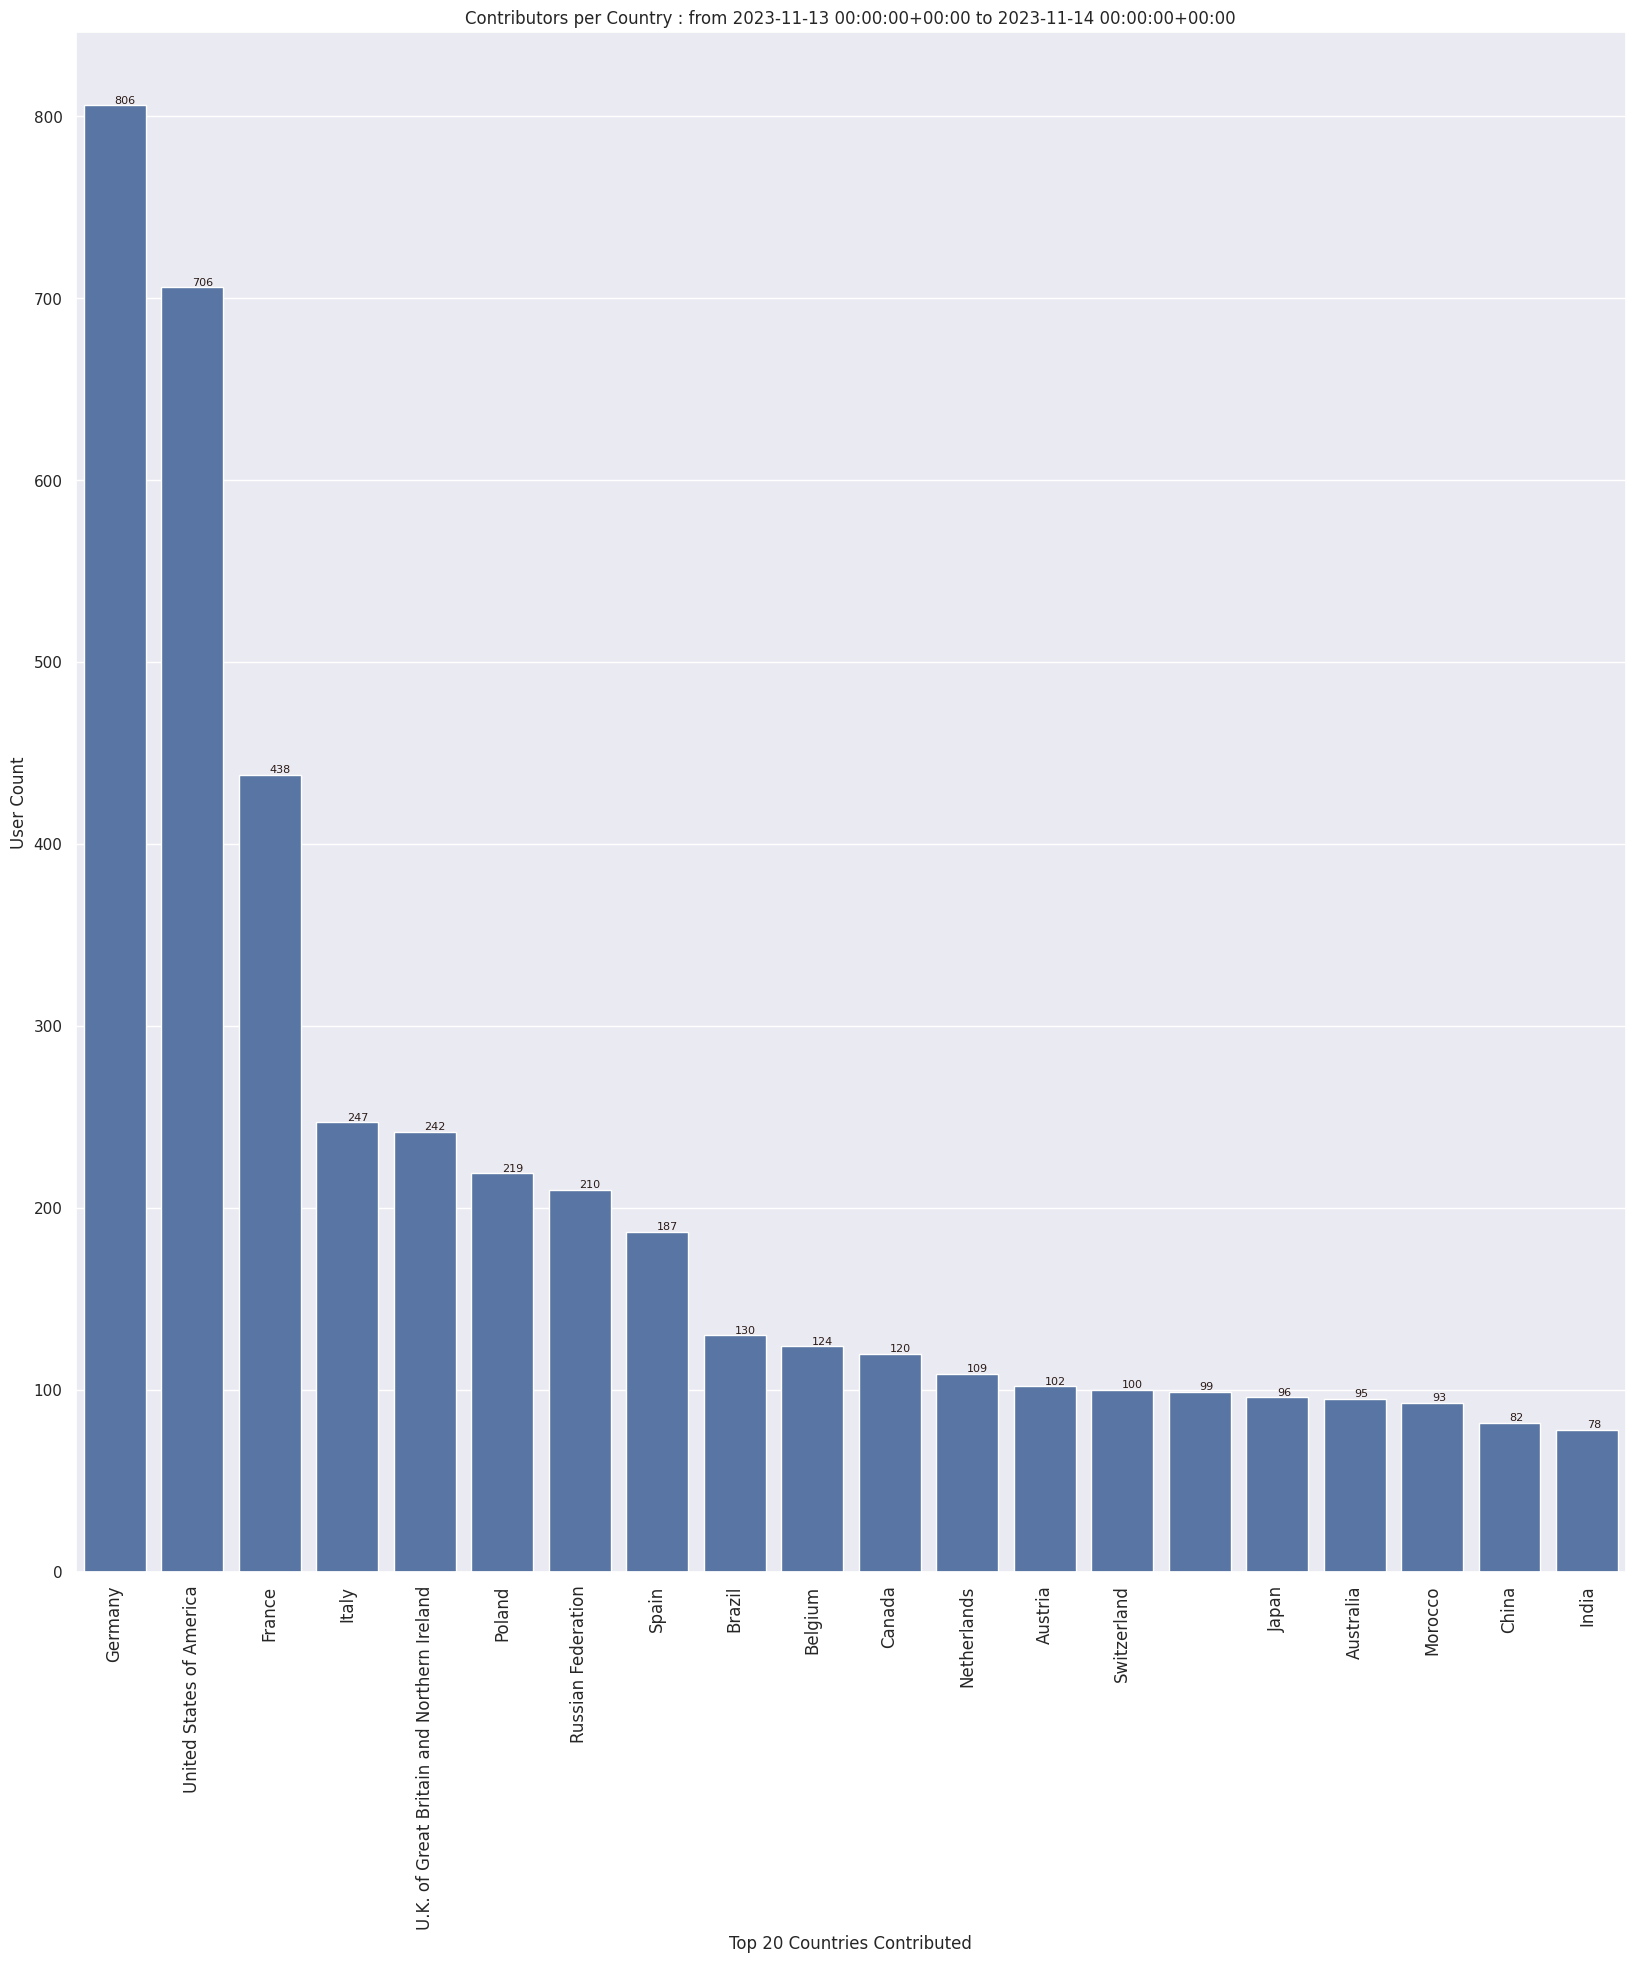 Contributors per Country : from 2023-11-13 00:00:00+00:00 to 2023-11-14 00:00:00+00:00
User Count
800
700
600
500
400
300
200
100
0
806
706
438
247
242
219
210
187
130
124
120
109
102
100
99
96
95
93
82
78
Germany
United States of America
France
Italy
U.K. of Great Britain and Northern Ireland
Poland
Russian Federation
Spain
Brazil
Belgium
Canada
Netherlands
Austria
Switzerland
Japan
Australia
Morocco
China
India
Top 20 Countries Contributed